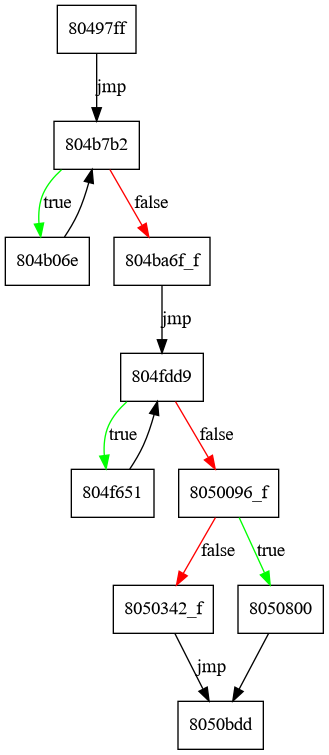 80497ff
jmp
804b7b2
true
false
804b06e
804ba6f_f
jmp
804fdd9
true
false
804f651
8050096_f
false
true
8050342_f
8050800
jmp
8050bdd